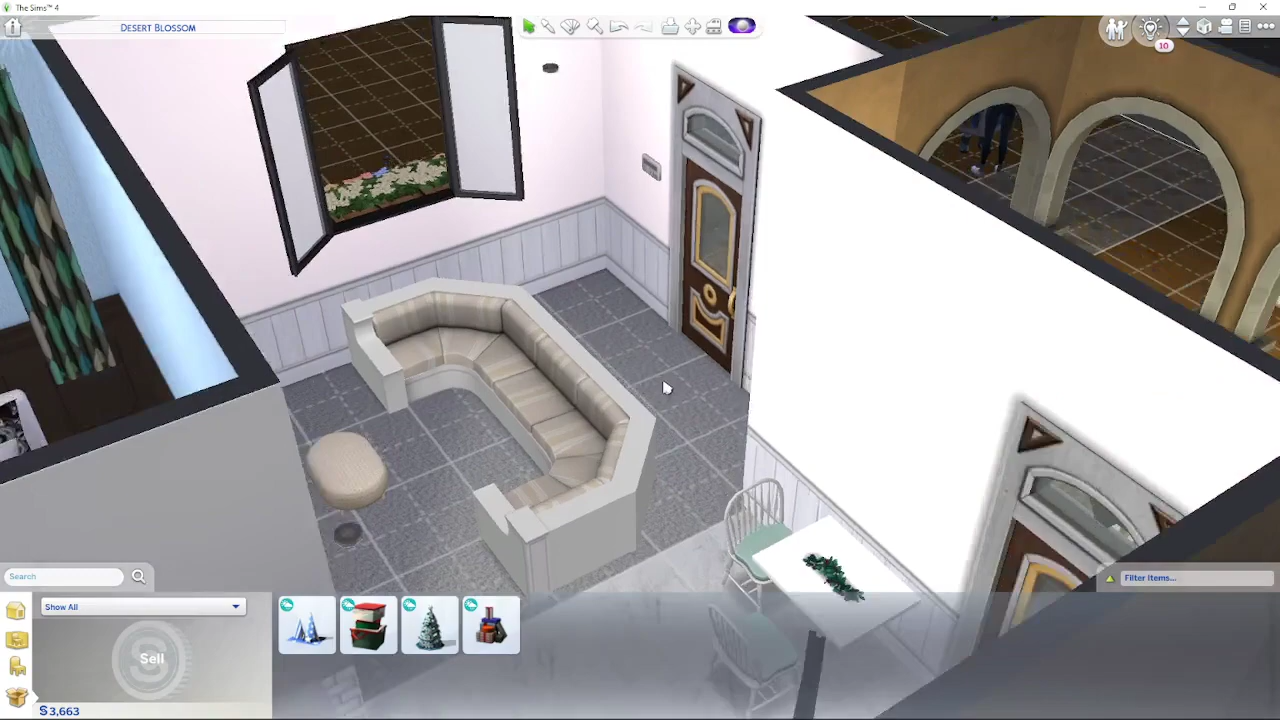 The Sims™ 4
DESERT BLOSSOM
10
Search
Filter Items...
Show All
Sell
§3,663